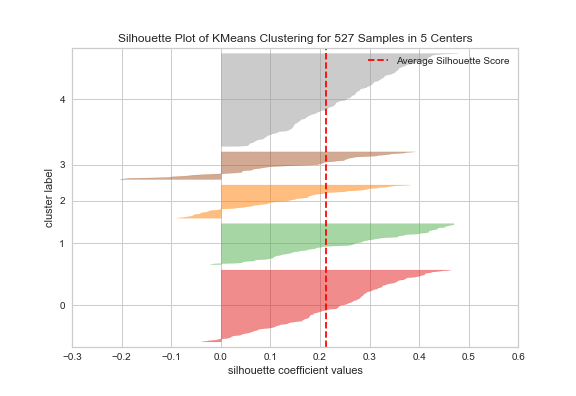 Silhouette Plot of KMeans Clustering for 527 Samples in 5 Centers
Average Silhouette Score
4
3
2
1
0
cluster label
−0.3 −0.2 −0.1 0.0 0.1 0.2 0.3 0.4 0.5 0.6
silhouette coefficient values